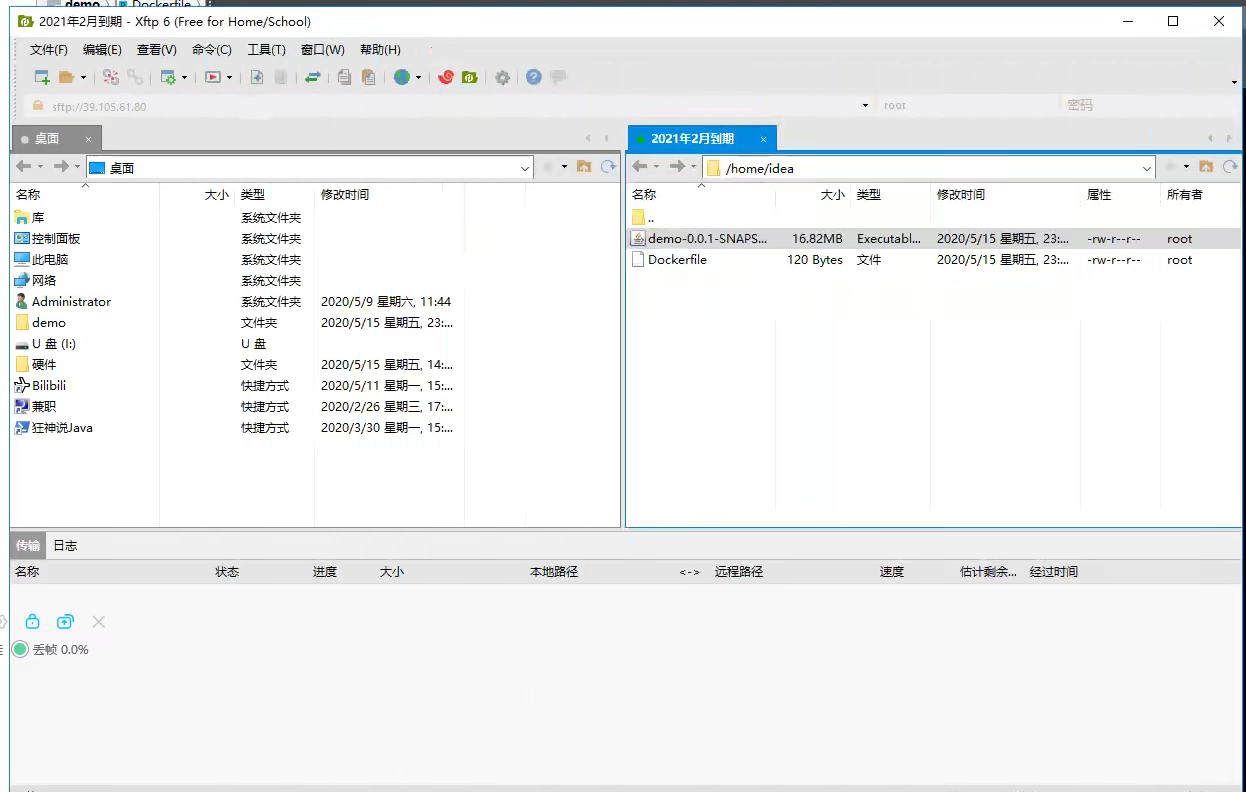 demo Dockerfile
2021年2月到期 - Xftp 6 (Free for Home/School)
文件(F) 编辑(E) 查看(V) 命令(C) 工具(T) 窗口(W) 帮助(H)
sftp://39.105.61.80 root 密码
桌面 × 2021年2月到期 ×
桌面 /home/idea
名称 大小 类型 修改时间 名称 大小 类型 修改时间 属性 所有者
库 系统文件夹 ..
控制面板 系统文件夹 demo-0.0.1-SNAPS... 16.82MB Executabl... 2020/5/15 星期五, 23:... -rw-r--r-- root
此电脑 系统文件夹 Dockerfile 120 Bytes 文件 2020/5/15 星期五, 23:... -rw-r--r-- root
网络 系统文件夹
Administrator 系统文件夹 2020/5/9 星期六, 11:44
demo 文件夹 2020/5/15 星期五, 23:...
U 盘 (I:) U 盘
硬件 文件夹 2020/5/15 星期五, 14:...
Bilibili 快捷方式 2020/5/11 星期一, 15:...
兼职 快捷方式 2020/2/26 星期三, 17:...
狂神说Java 快捷方式 2020/3/30 星期一, 15:...
传输 日志
名称 状态 进度 大小 本地路径 <-> 远程路径 速度 估计剩余... 经过时间
丢帧 0.0%